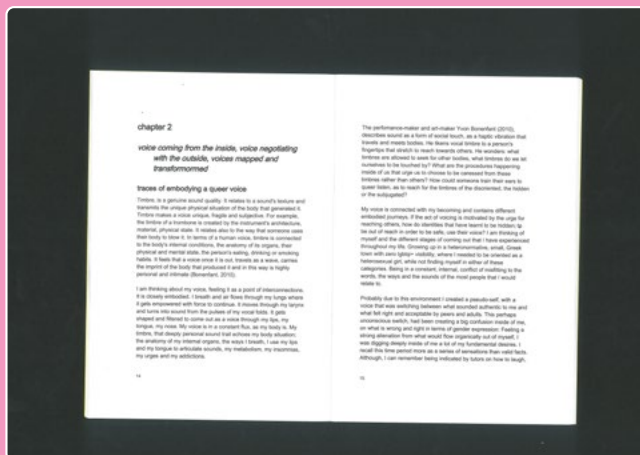 chapter 2
voice coming from the inside, voice negotiating
with the outside, voices mapped and
transformormed
traces of embodying a queer voice
Timbre, is a genuine sound quality. It relates to a sound's texture and
transmits the unique physical situation of the body that generated it.
Timbre makes a voice unique, fragile and subjective. For example,
the timbre of a trombone is created by the instrument's architecture,
material, physical state. It relates also to the way that someone uses
their body to blow it. In terms of a human voice, timbre is connected
to the body's internal conditions, the anatomy of its organs, their
physical and mental state, the person's eating, drinking or smoking
habits. It feels that a voice once it is out, travels as a wave, carries
the imprint of the body that produced it and in this way is highly
personal and intimate (Bonenfant, 2010).
I am thinking about my voice, feeling it as a point of interconnections.
It is closely embodied. I breath and air flows through my lungs where
it gets empowered with force to continue. It moves through my larynx
and turns into sound from the pulses of my vocal folds. It gets
shaped and filtered to come out as a voice through my lips, my
tongue, my nose. My voice is in a constant flux, as my body is. My
timbre, that deeply personal sound trait echoes my body situation;
the anatomy of my internal organs, the ways I breath, I use my lips
and my tongue to articulate sounds, my metabolism, my insomnias,
my urges and my addictions.
14
The perfomance-maker and art-maker Yvon Bonenfant (2010),
describes sound as a form of social touch, as a haptic vibration that
travels and meets bodies. He likens vocal timbre to a person's
fingertips that stretch to reach towards others. He wonders: what
timbres are allowed to seek for other bodies, what timbres do we let
ourselves to be touched by? What are the procedures happening
inside of us that urge us to choose to be caressed from these
timbres rather than others? How could someone train their ears to
queer listen, as to reach for the timbres of the disoriented, the hidden
or the subjugated?
My voice is connected with my becoming and contains different
embodied journeys. If the act of voicing is motivated by the urge for
reaching others, how do identities that have learnt to be hidden, to
be out of reach in order to be safe, use their voice? I am thinking of
myself and the different stages of coming out that I have experienced
throughout my life. Growing up in a heteronormative, small, Greek
town with zero lgbtqi+ visibility, where I needed to be oriented as a
heterosexual girl, while not finding myself in either of these
categories. Being in a constant, internal, conflict of misfitting to the
words, the ways and the sounds of the most people that I would
relate to.
Probably due to this environment I created a pseudo-self, with a
voice that was switching between what sounded authentic to me and
what felt right and acceptable by peers and adults. This perhaps
unconscious switch, had been creating a big confusion inside of me,
on what is wrong and right in terms of gender expression. Feeling is
strong alienation from what would flow organically out of myself, I
was digging deeply inside of me a lot of my fundamental desires. I
recall this time period more as a series of sensations than valid facts.
Although, I can remember being indicated by tutors on how to laugh,
15